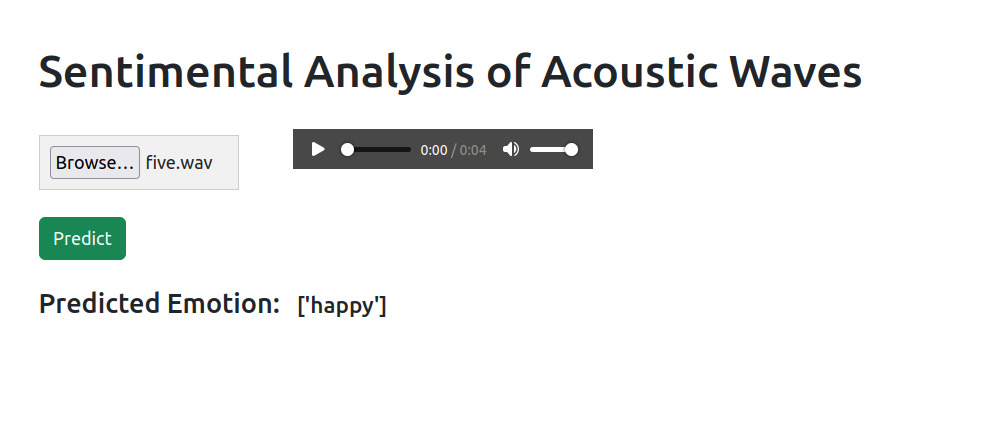 Sentimental Analysis of Acoustic Waves
Browse... five.wav
0:00 / 0:04
Predict
Predicted Emotion: ['happy']